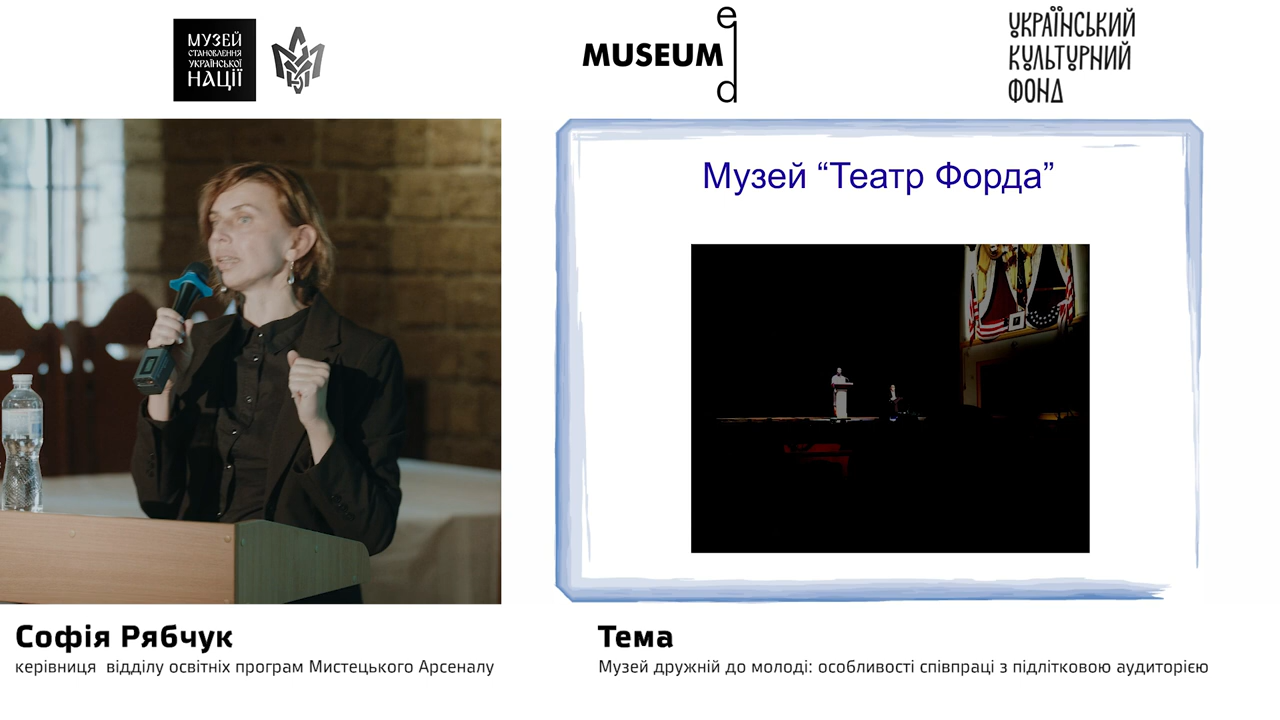 МУЗЕЙ
СТАНОВЛЕННЯ
УКРАЇНСЬКОЇ
НАЦІЇ
MUSEUM
ed
УКРАЇНСЬКИЙ
КУЛЬТУРНИЙ
ФОНД
Музей “Театр Форда”
Софія Рябчук
керівниця відділу освітніх програм Мистецького Арсеналу
Тема
Музей дружній до молоді: особливості співпраці з підлітковою аудиторією